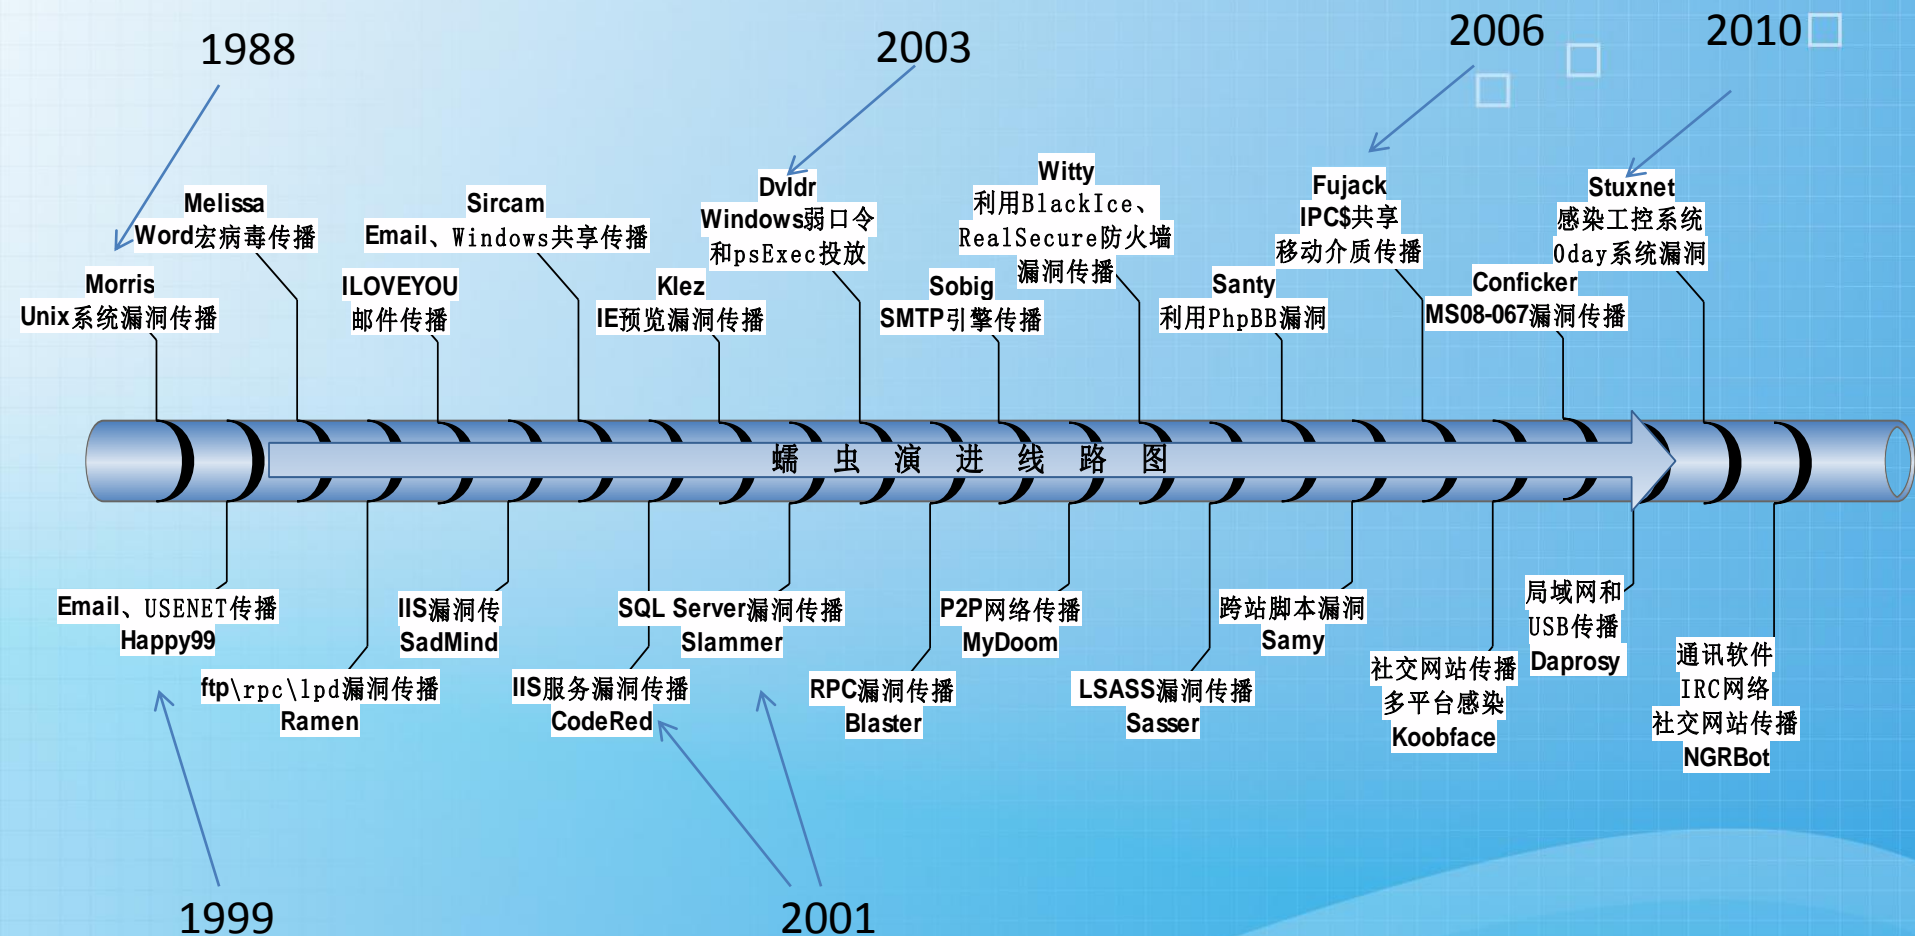 1988
2003
2006
2010
Melissa
Word宏病毒传播
Sircam
Email、Windows共享传播
Dvldr
Windows弱口令
和psExec投放
Witty
利用BlackIce、
RealSecure防火墙
漏洞传播
Fujack
IPC$共享
移动介质传播
Stuxnet
感染工控系统
0day系统漏洞
Morris
Unix系统漏洞传播
ILOVEYOU
邮件传播
Klez
IE预览漏洞传播
Sobig
SMTP引擎传播
Santy
利用PhpBB漏洞
Conficker
MS08-067漏洞传播
蠕虫演进线路图
Email、USENET传播
Happy99
IIS漏洞传
SadMind
SQL Server漏洞传播
Slammer
P2P网络传播
MyDoom
跨站脚本漏洞
Samy
局域网和
USB传播
Daprosy
ftp\rpc\lpd漏洞传播
Ramen
IIS服务漏洞传播
CodeRed
RPC漏洞传播
Blaster
LSASS漏洞传播
Sasser
社交网站传播
多平台感染
Koobface
通讯软件
IRC网络
社交网站传播
NGRBot
1999
2001